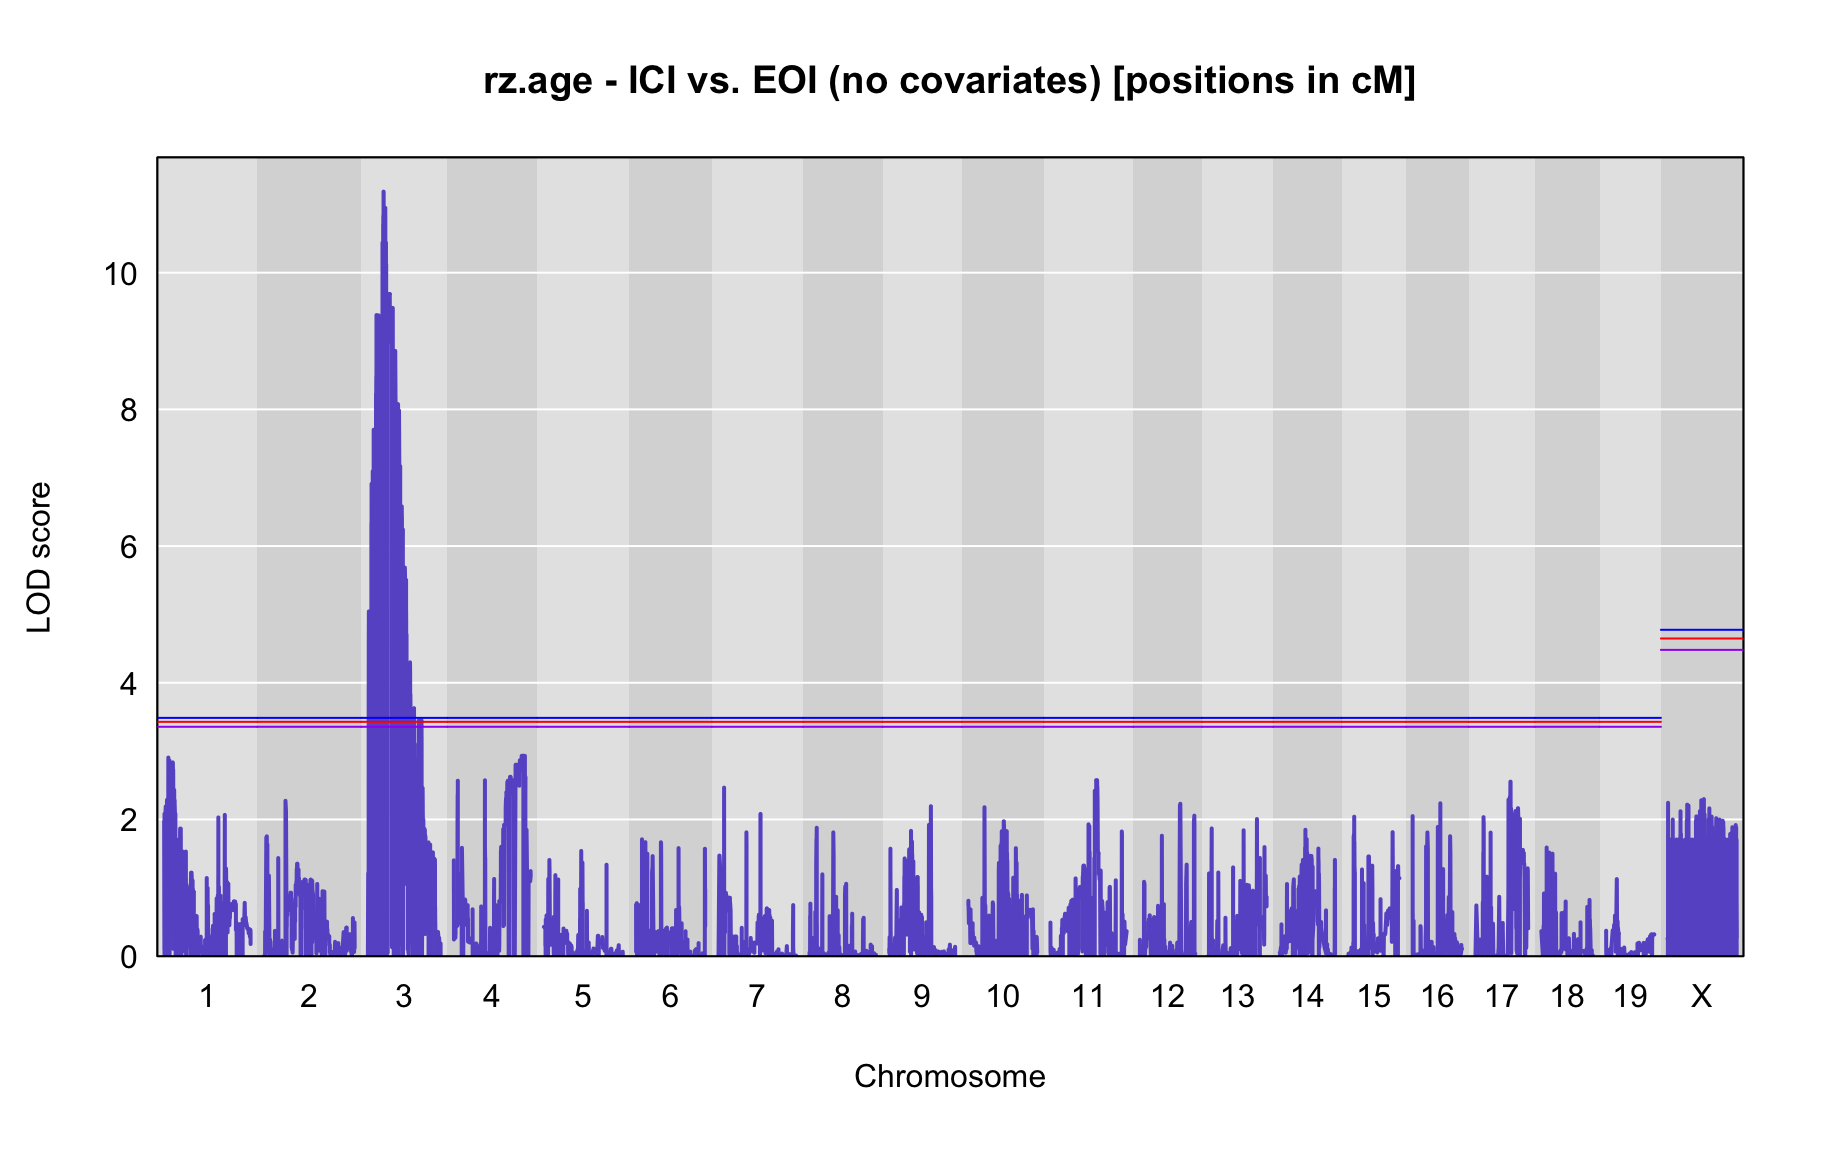 rz.age - ICI vs. EOI (no covariates) [positions in cM]
LOD score
10
8
6
4
2
0
1 2 3 4 5 6 7 8 9 10 11 12 13 14 15 16 17 18 19 X
Chromosome